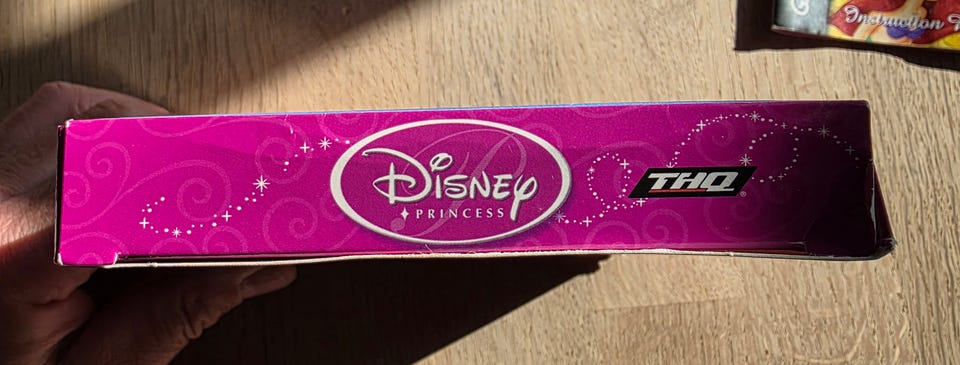 Instruction
Disney
PRINCESS
THQ
®